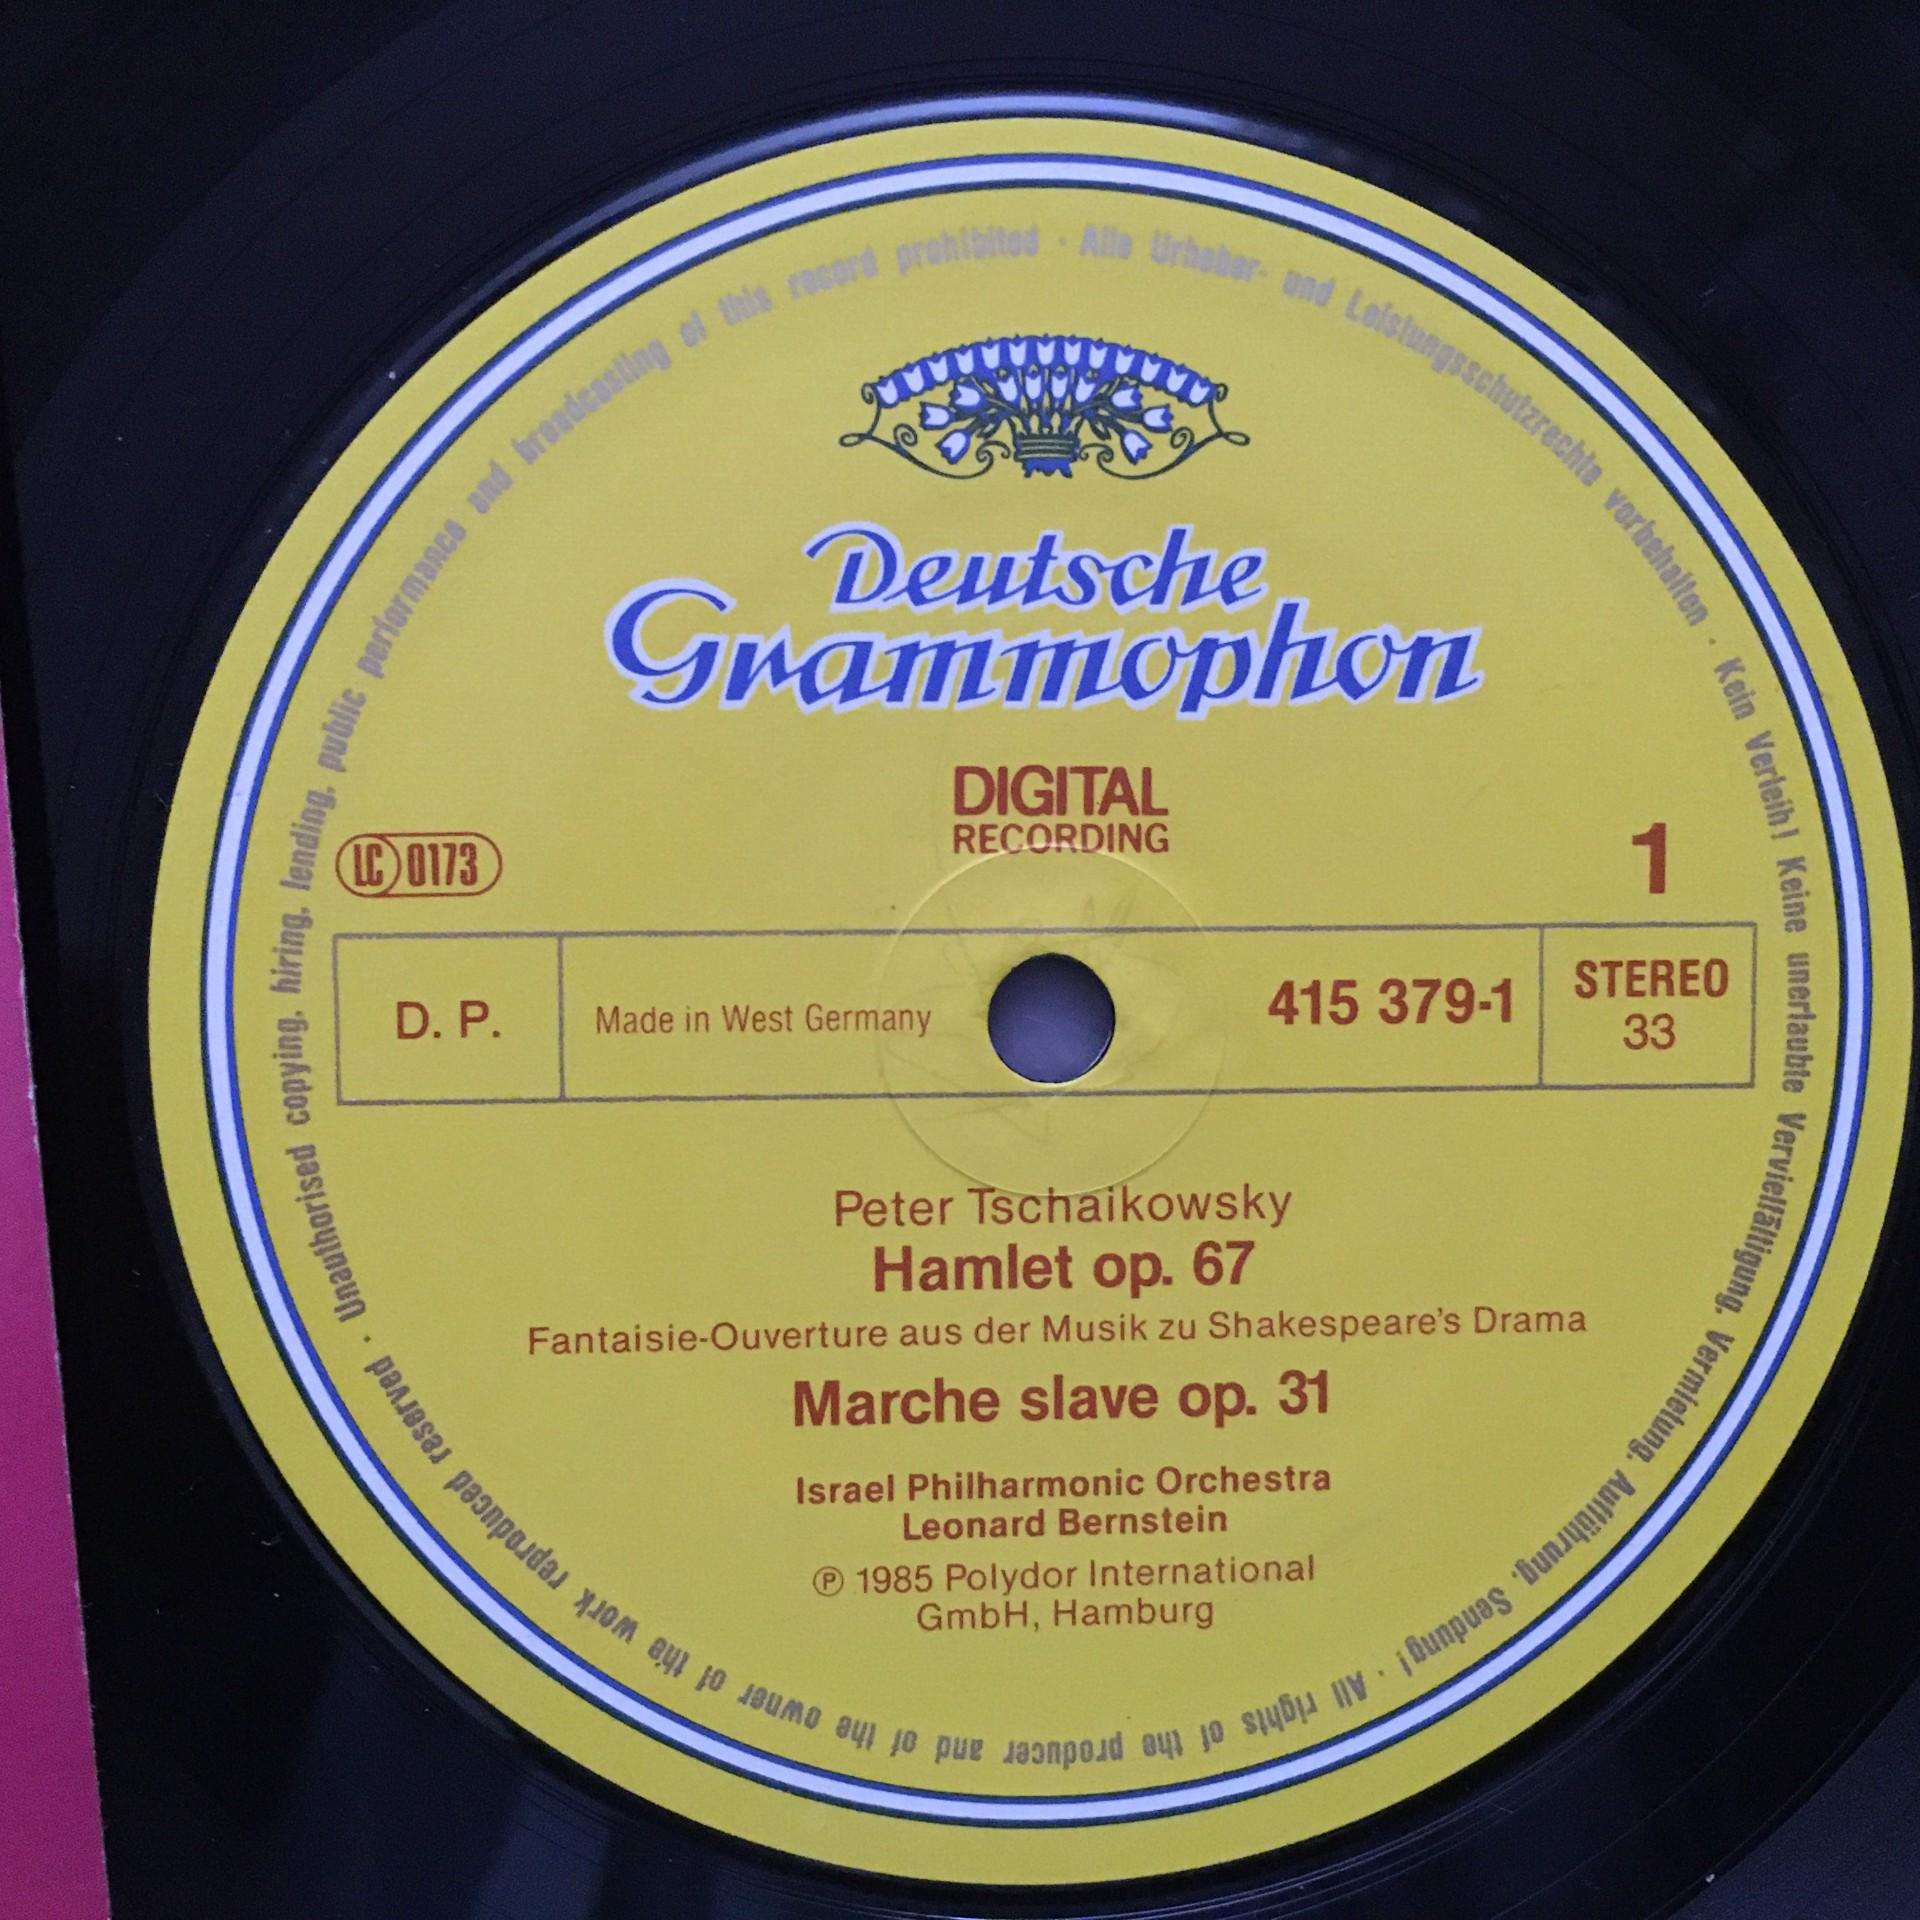 Deutsche
Grammophon
DIGITAL
RECORDING
LC 0173
1
D. P.
Made in West Germany
415 379-1
STEREO
33
Peter Tschaikowsky
Hamlet op. 67
Fantaisie-Ouverture aus der Musik zu Shakespeare's Drama
Marche slave op. 31
Israel Philharmonic Orchestra
Leonard Bernstein
℗ 1985 Polydor International
GmbH, Hamburg
Alle Urheber- und Leistungsschutzrechte vorbehalten · Kein Verleih! Keine unerlaubte Vervielfältigung, Vermietung, Aufführung, Sendung! · All rights of the producer and of the owner of the work reproduced reserved · Unauthorised copying, hiring, lending, public performance and broadcasting of this record prohibited ·